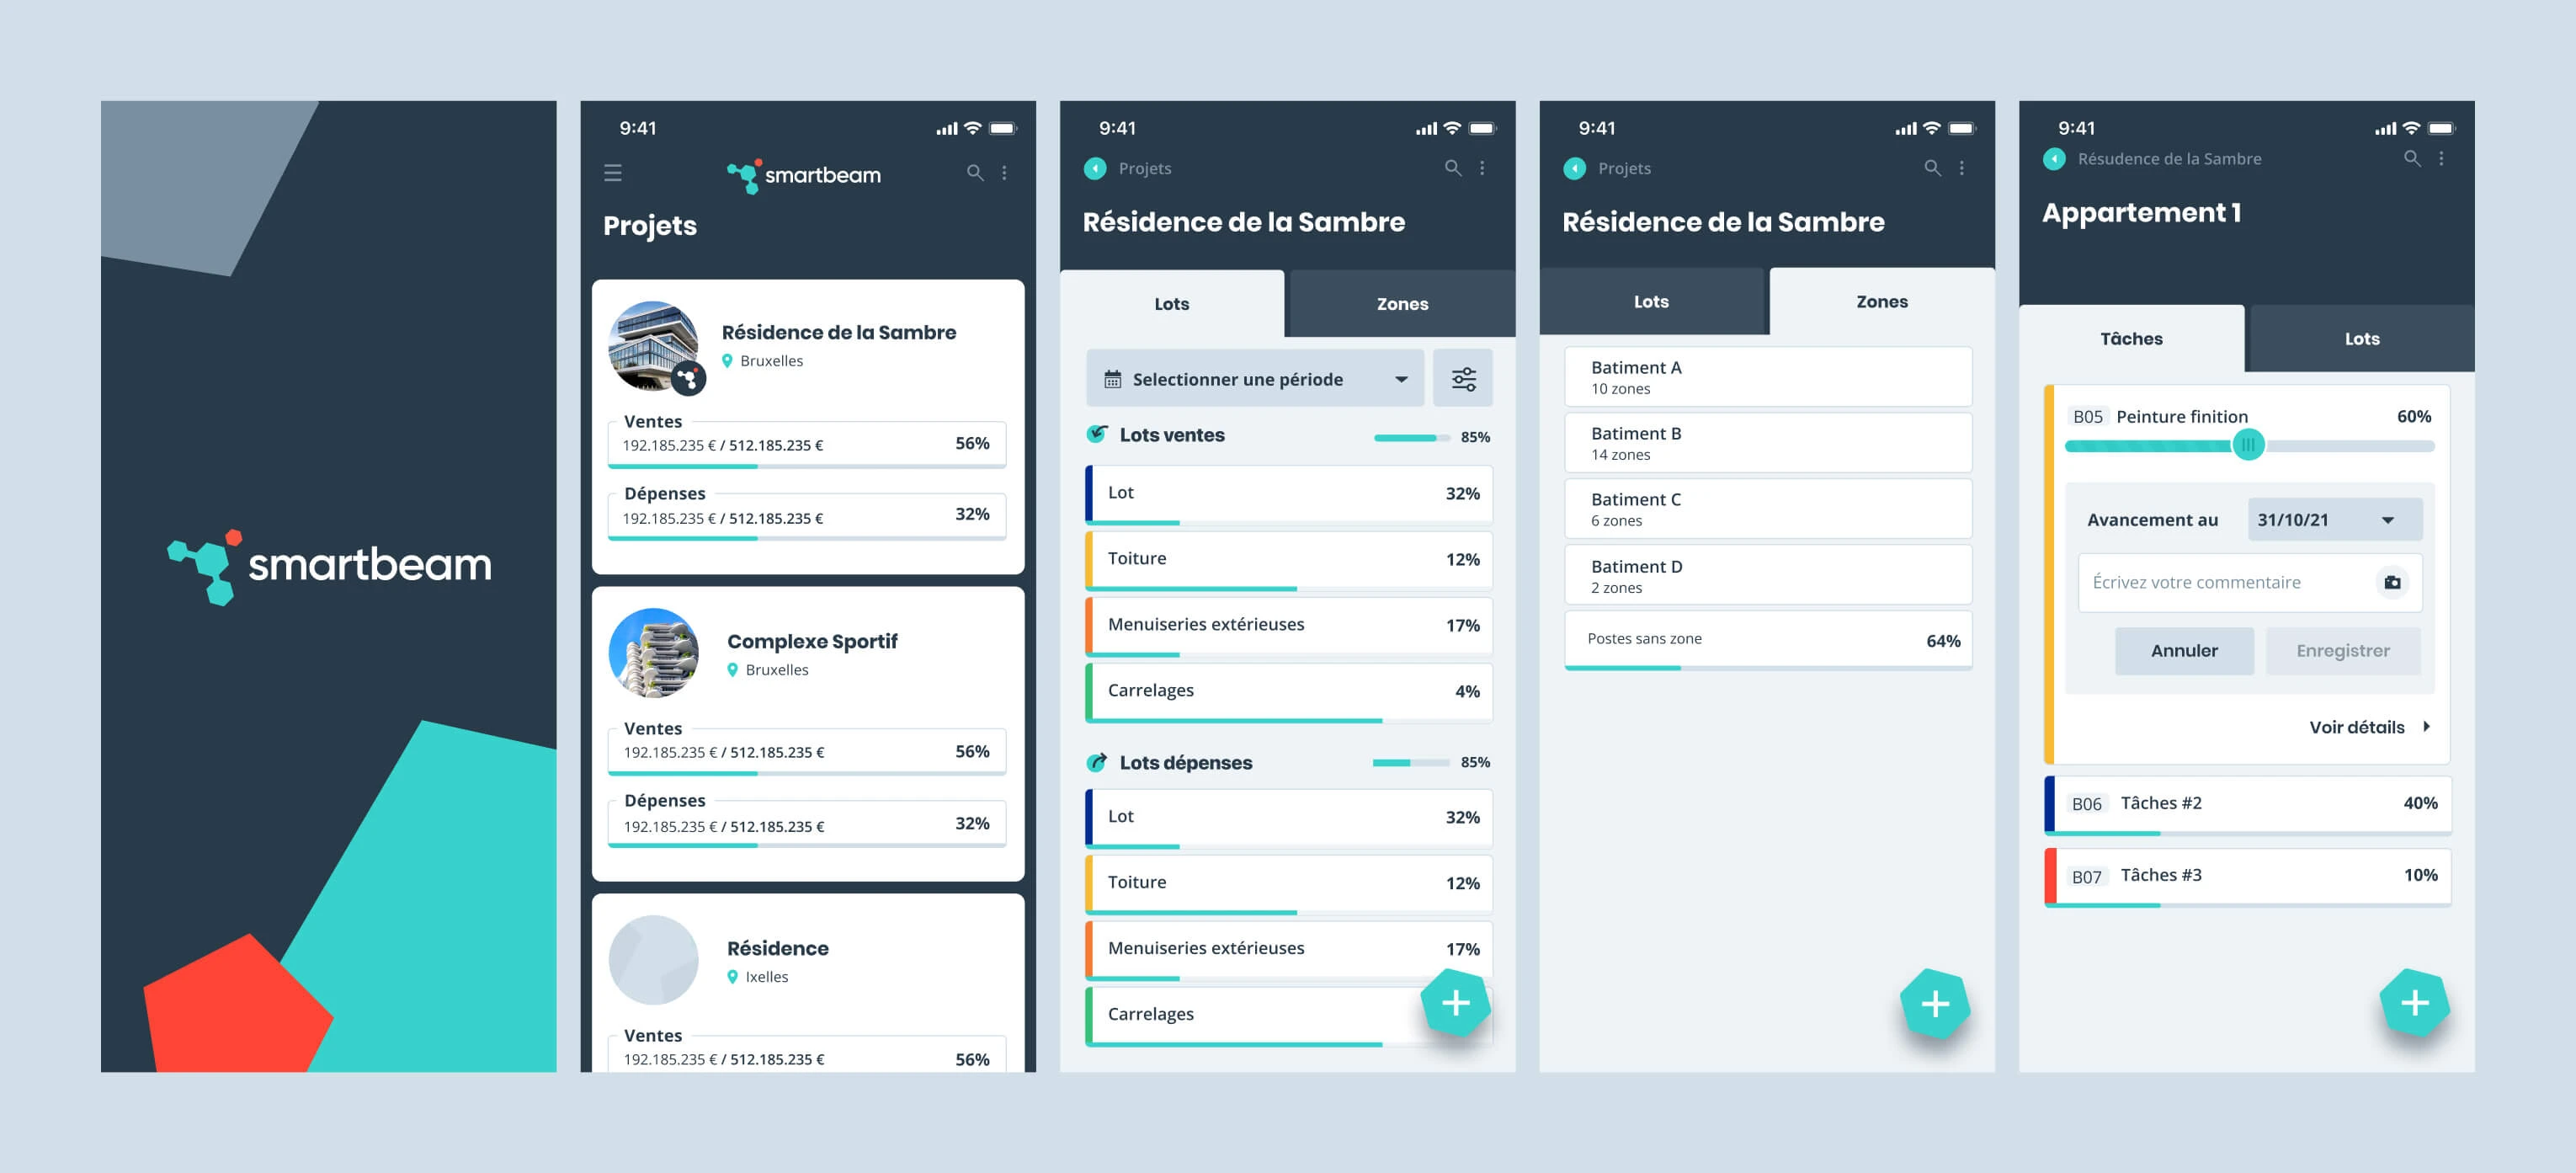 smartbeam
9:41
smartbeam
Projets
Résidence de la Sambre
Bruxelles
Ventes
192.185.235 € / 512.185.235 €
56%
Dépenses
192.185.235 € / 512.185.235 €
32%
Complexe Sportif
Bruxelles
Ventes
192.185.235 € / 512.185.235 €
56%
Dépenses
192.185.235 € / 512.185.235 €
32%
Résidence
Ixelles
Ventes
192.185.235 € / 512.185.235 €
56%
9:41
Projets
Résidence de la Sambre
Lots
Zones
Selectionner une période
Lots ventes
85%
Lot
32%
Toiture
12%
Menuiseries extérieures
17%
Carrelages
4%
Lots dépenses
85%
Lot
32%
Toiture
12%
Menuiseries extérieures
17%
Carrelages
9:41
Projets
Résidence de la Sambre
Lots
Zones
Batiment A
10 zones
Batiment B
14 zones
Batiment C
6 zones
Batiment D
2 zones
Postes sans zone
64%
9:41
Résudence de la Sambre
Appartement 1
Tâches
Lots
B05 Peinture finition
60%
Avancement au
31/10/21
Écrivez votre commentaire
Annuler
Enregistrer
Voir détails
B06 Tâches #2
40%
B07 Tâches #3
10%